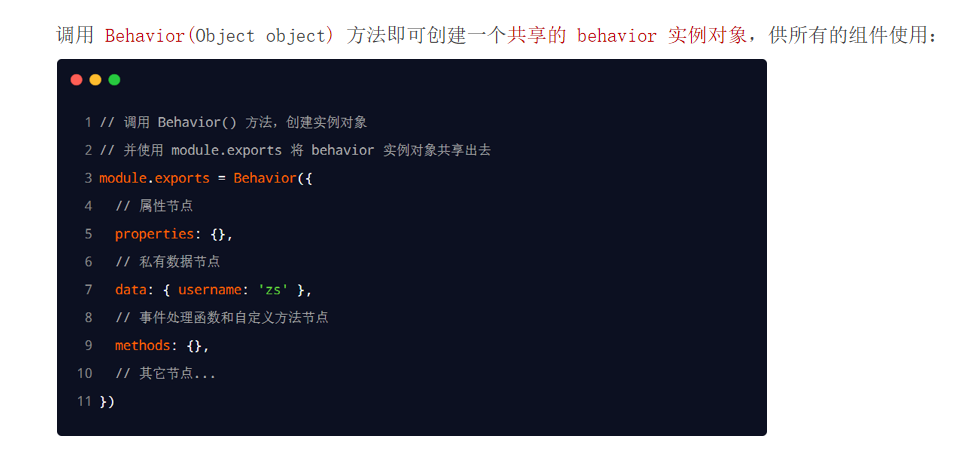 调用 Behavior(Object object) 方法即可创建一个共享的 behavior 实例对象，供所有的组件使用：
1 // 调用 Behavior() 方法，创建实例对象
2 // 并使用 module.exports 将 behavior 实例对象共享出去
3 module.exports = Behavior({
4   // 属性节点
5   properties: {},
6   // 私有数据节点
7   data: { username: 'zs' },
8   // 事件处理函数和自定义方法节点
9   methods: {},
10   // 其它节点...
11 })